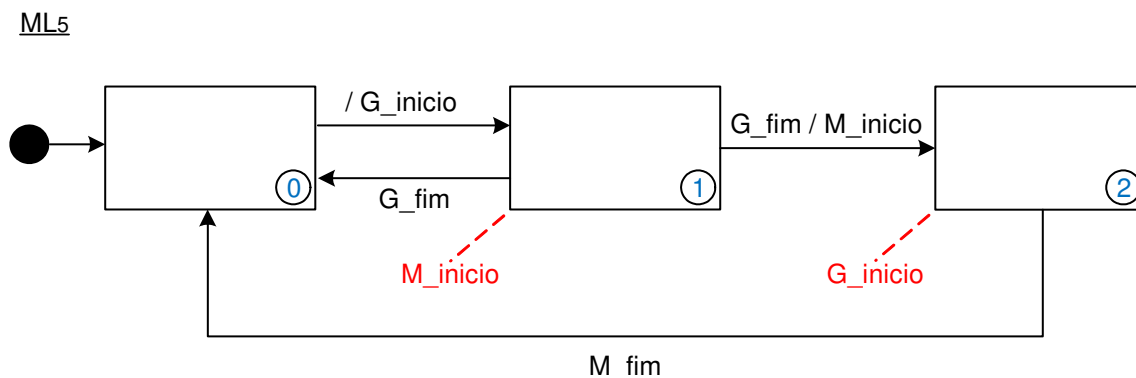 ML5
/ G_inicio
G_fim / M_inicio
G_fim
0
1
2
M_inicio
G_inicio
M_fim